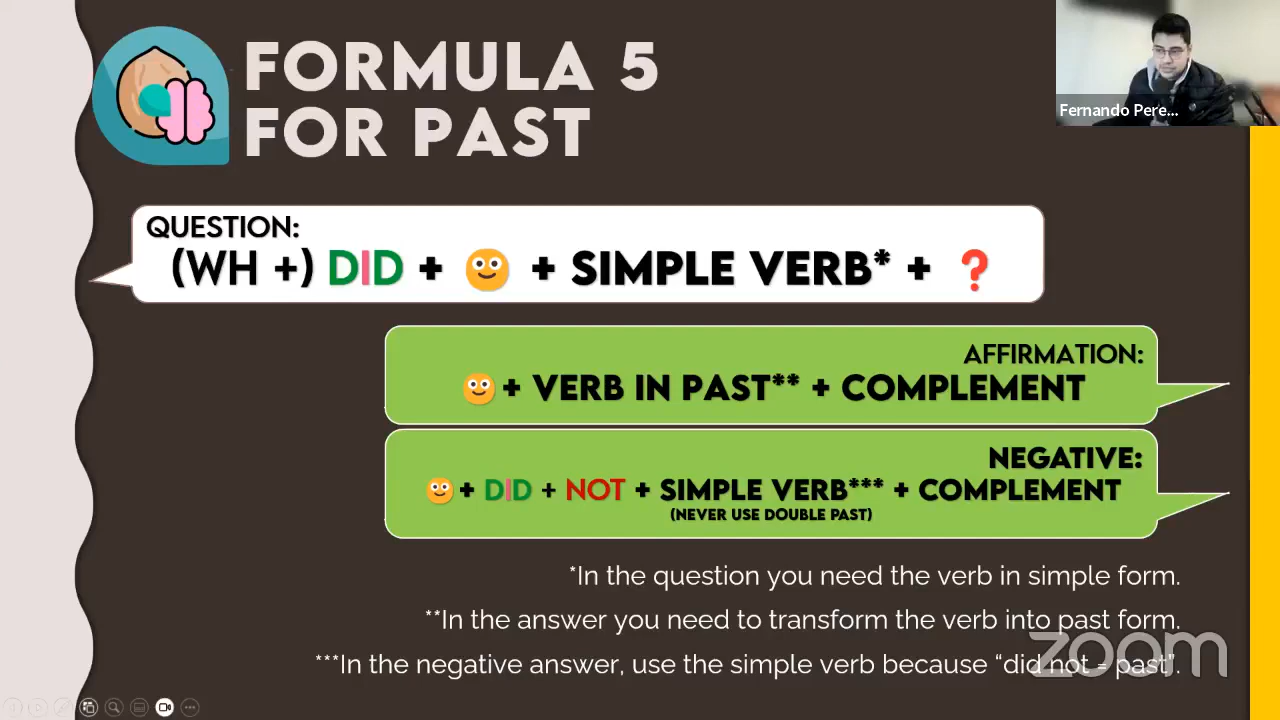 FORMULA 5
FOR PAST
Fernando Pere...
QUESTION:
(WH +) DID + + SIMPLE VERB* + ?
AFFIRMATION:
+ VERB IN PAST** + COMPLEMENT
NEGATIVE:
+ DID + NOT + SIMPLE VERB*** + COMPLEMENT
(NEVER USE DOUBLE PAST)
*In the question you need the verb in simple form.
**In the answer you need to transform the verb into past form.
***In the negative answer, use the simple verb because “did not = past”.
zoom